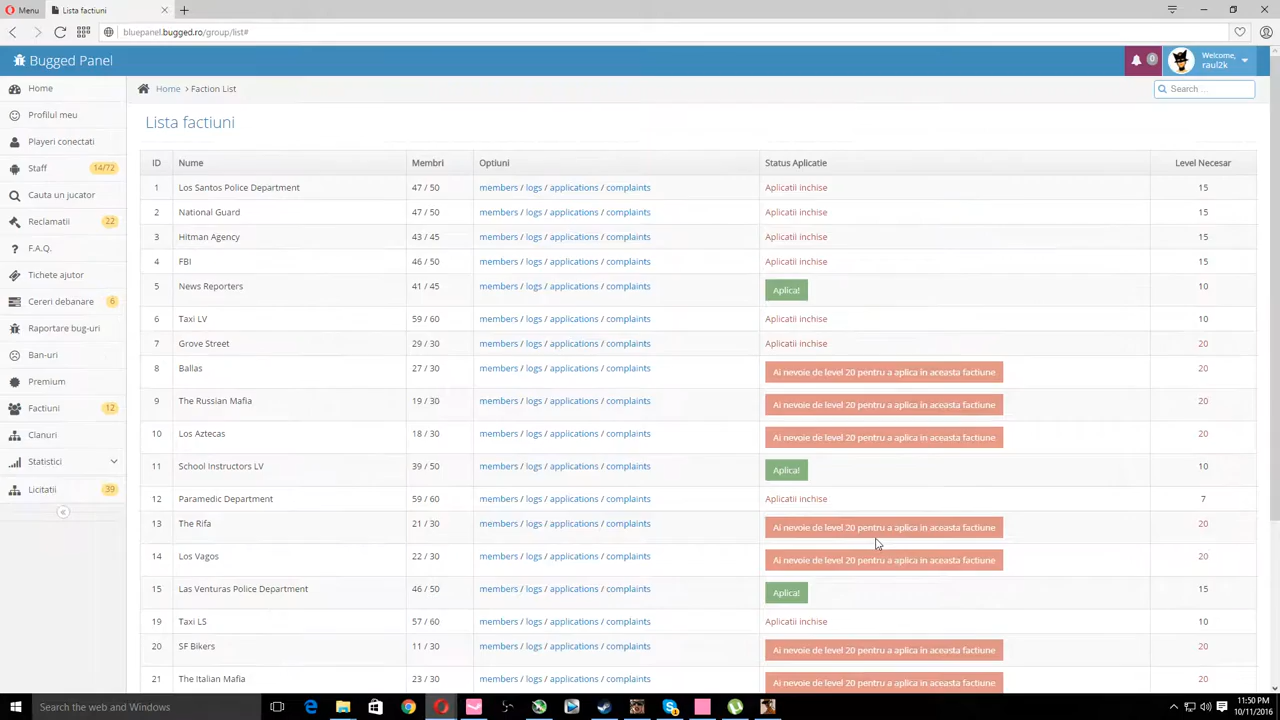 Menu
Lista factiuni
bluepanel.bugged.ro/group/list#
Bugged Panel
0
Welcome,
raul2k
Home
Profilul meu
Playeri conectati
Staff 14/72
Cauta un jucator
Reclamatii 22
F.A.Q.
Tichete ajutor
Cereri debanare 6
Raportare bug-uri
Ban-uri
Premium
Factiuni 12
Clanuri
Statistici
Licitatii 39
Home > Faction List
Search ...
Lista factiuni
ID Nume Membri Optiuni Status Aplicatie Level Necesar
1 Los Santos Police Department 47 / 50 members / logs / applications / complaints Aplicatii inchise 15
2 National Guard 47 / 50 members / logs / applications / complaints Aplicatii inchise 15
3 Hitman Agency 43 / 45 members / logs / applications / complaints Aplicatii inchise 15
4 FBI 46 / 50 members / logs / applications / complaints Aplicatii inchise 15
5 News Reporters 41 / 45 members / logs / applications / complaints Aplica! 10
6 Taxi LV 59 / 60 members / logs / applications / complaints Aplicatii inchise 10
7 Grove Street 29 / 30 members / logs / applications / complaints Aplicatii inchise 20
8 Ballas 27 / 30 members / logs / applications / complaints Ai nevoie de level 20 pentru a aplica in aceasta factiune 20
9 The Russian Mafia 19 / 30 members / logs / applications / complaints Ai nevoie de level 20 pentru a aplica in aceasta factiune 20
10 Los Aztecas 18 / 30 members / logs / applications / complaints Ai nevoie de level 20 pentru a aplica in aceasta factiune 20
11 School Instructors LV 39 / 50 members / logs / applications / complaints Aplica! 10
12 Paramedic Department 59 / 60 members / logs / applications / complaints Aplicatii inchise 7
13 The Rifa 21 / 30 members / logs / applications / complaints Ai nevoie de level 20 pentru a aplica in aceasta factiune 20
14 Los Vagos 22 / 30 members / logs / applications / complaints Ai nevoie de level 20 pentru a aplica in aceasta factiune 20
15 Las Venturas Police Department 46 / 50 members / logs / applications / complaints Aplica! 15
19 Taxi LS 57 / 60 members / logs / applications / complaints Aplicatii inchise 10
20 SF Bikers 11 / 30 members / logs / applications / complaints Ai nevoie de level 20 pentru a aplica in aceasta factiune 20
21 The Italian Mafia 23 / 30 members / logs / applications / complaints Ai nevoie de level 20 pentru a aplica in aceasta factiune 20
Search the web and Windows
11:50 PM
10/11/2016